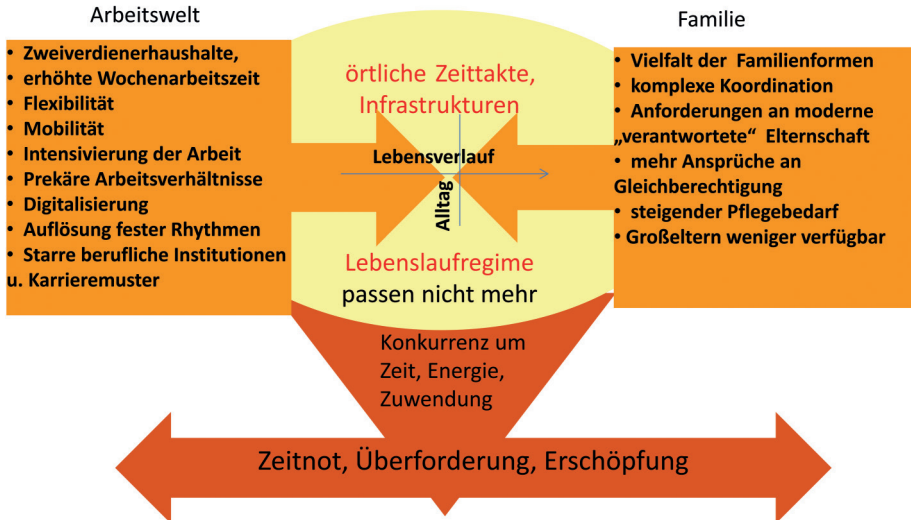 Arbeitswelt
• Zweiverdienerhaushalte,
• erhöhte Wochenarbeitszeit
• Flexibilität
• Mobilität
• Intensivierung der Arbeit
• Prekäre Arbeitsverhältnisse
• Digitalisierung
• Auflösung fester Rhythmen
• Starre berufliche Institutionen
u. Karrieremuster
örtliche Zeittakte,
Infrastrukturen
Lebensverlauf
Alltag
Lebenslaufregime
passen nicht mehr
Familie
• Vielfalt der Familienformen
• komplexe Koordination
• Anforderungen an moderne
„verantwortete“ Elternschaft
• mehr Ansprüche an
Gleichberechtigung
• steigender Pflegebedarf
• Großeltern weniger verfügbar
Konkurrenz um
Zeit, Energie,
Zuwendung
Zeitnot, Überforderung, Erschöpfung